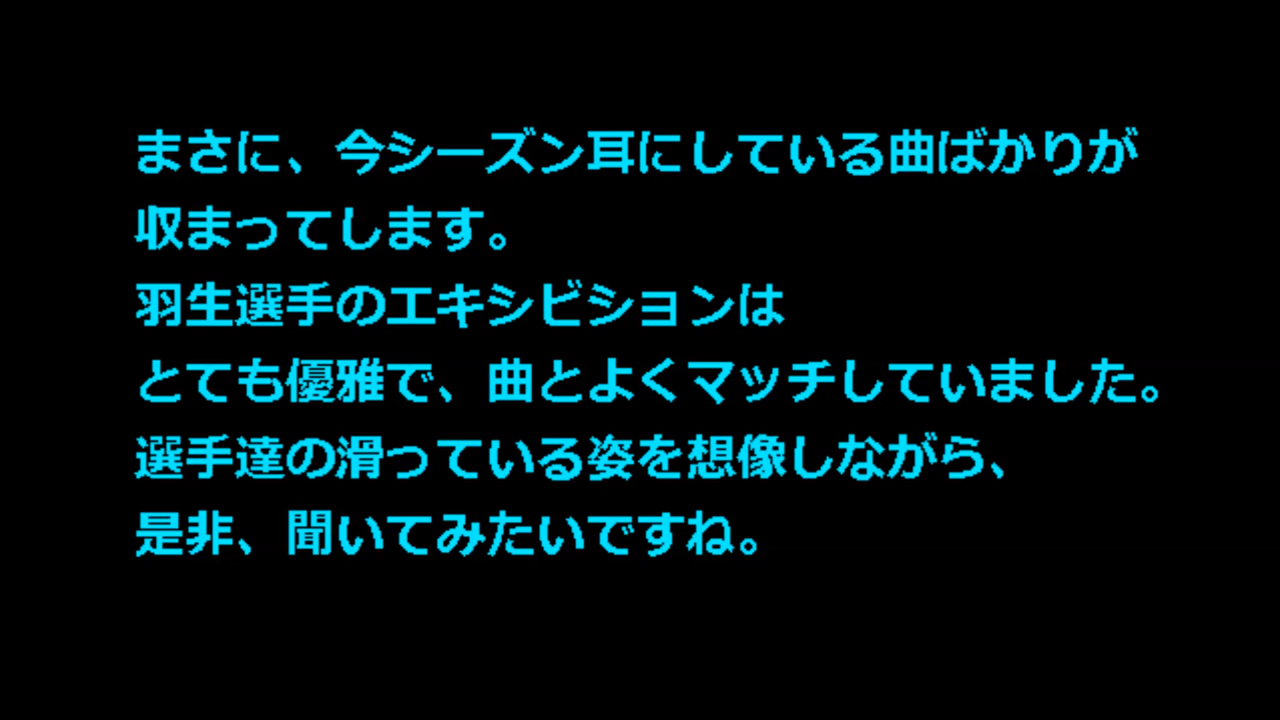 まさに、今シーズン耳にしている曲ばかりが
収まってします。
羽生選手のエキシビションは
とても優雅で、曲とよくマッチしていました。
選手達の滑っている姿を想像しながら、
是非、聞いてみたいですね。